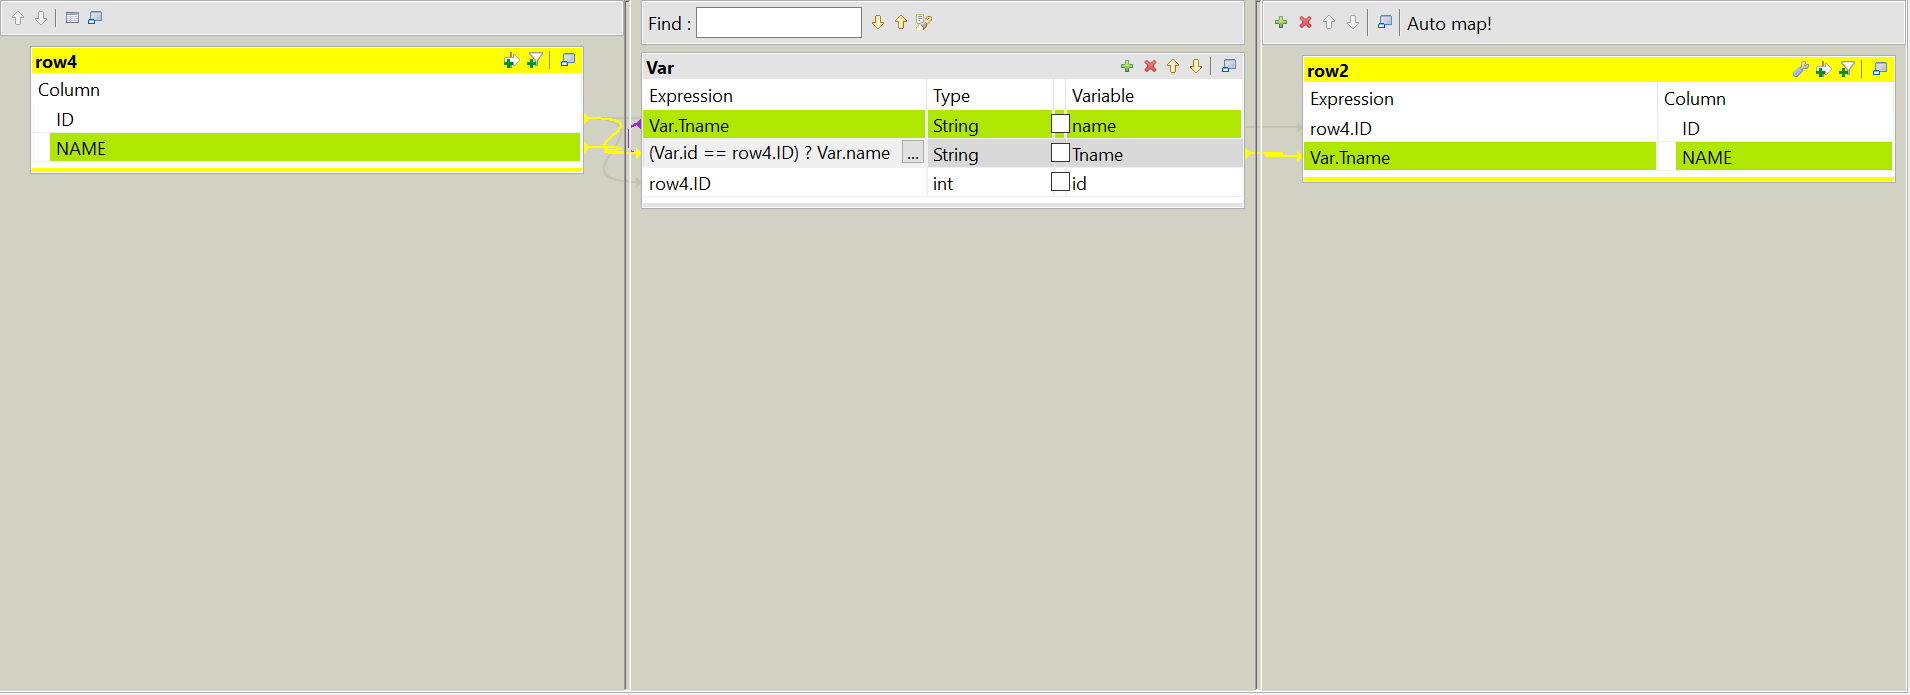 row4
Column
ID
NAME
Find :
Var
Expression Type Variable
Var.Tname String name
(Var.id == row4.ID) ? Var.name ... String Tname
row4.ID int id
Auto map!
row2
Expression Column
row4.ID ID
Var.Tname NAME